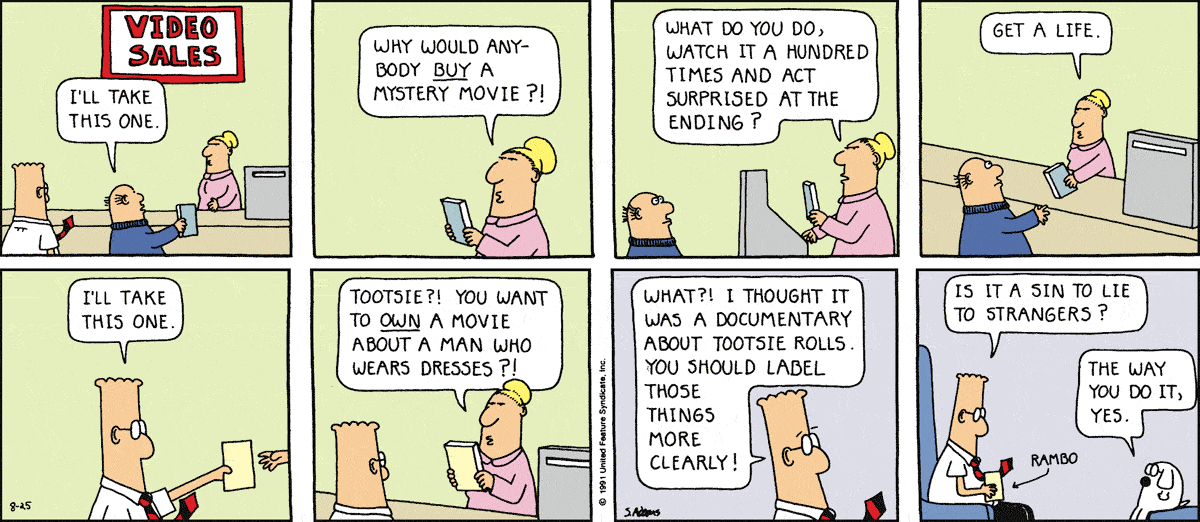 VIDEO
SALES
I'LL TAKE
THIS ONE.
WHY WOULD ANY-
BODY BUY A
MYSTERY MOVIE?!
WHAT DO YOU DO,
WATCH IT A HUNDRED
TIMES AND ACT
SURPRISED AT THE
ENDING?
GET A LIFE.
I'LL TAKE
THIS ONE.
8-25
TOOTSIE?! YOU WANT
TO OWN A MOVIE
ABOUT A MAN WHO
WEARS DRESSES?!
© 1991 United Feature Syndicate, Inc.
WHAT?! I THOUGHT IT
WAS A DOCUMENTARY
ABOUT TOOTSIE ROLLS.
YOU SHOULD LABEL
THOSE
THINGS
MORE
CLEARLY!
S. Adams
IS IT A SIN TO LIE
TO STRANGERS?
THE WAY
YOU DO IT,
YES.
RAMBO